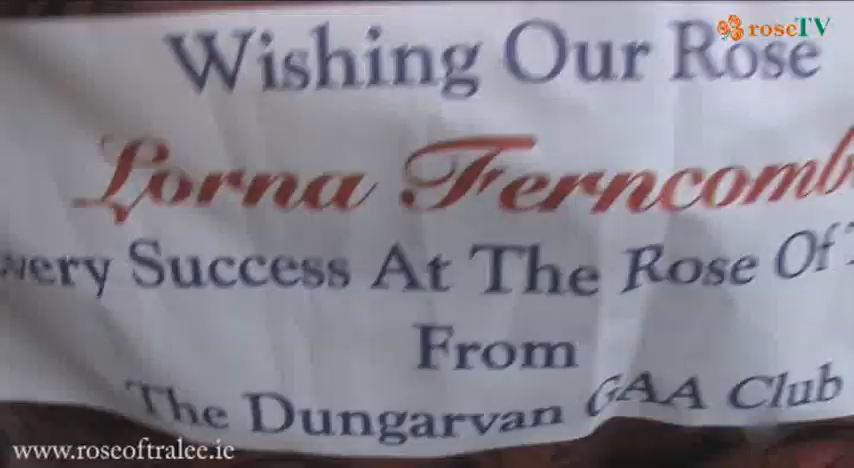 roseTV
Wishing Our Rose
Lorna Ferncomb
very Success At The Rose Of
From
The Dungarvan GAA Club
www.roseoftralee.ie